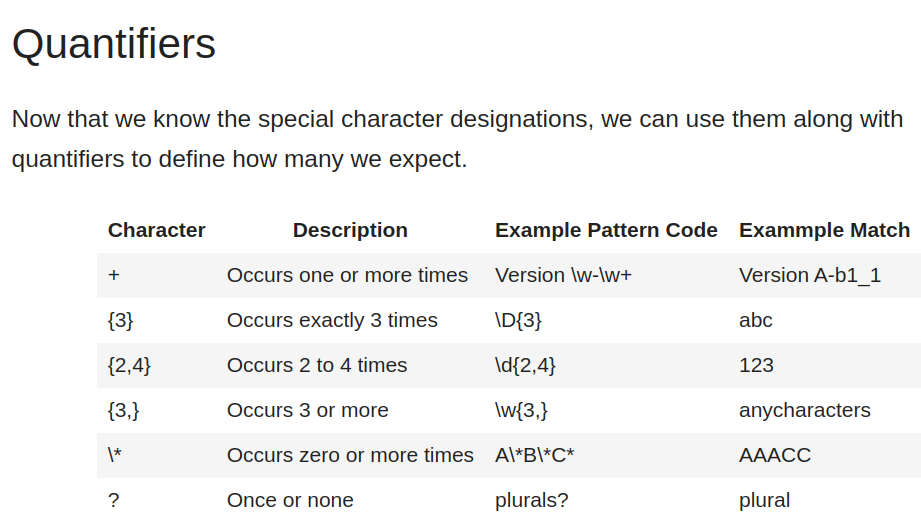 Quantifiers
Now that we know the special character designations, we can use them along with
quantifiers to define how many we expect.
Character Description Example Pattern Code Exammple Match
+ Occurs one or more times Version \w-\w+ Version A-b1_1
{3} Occurs exactly 3 times \D{3} abc
{2,4} Occurs 2 to 4 times \d{2,4} 123
{3,} Occurs 3 or more \w{3,} anycharacters
\* Occurs zero or more times A\*B\*C* AAACC
? Once or none plurals? plural